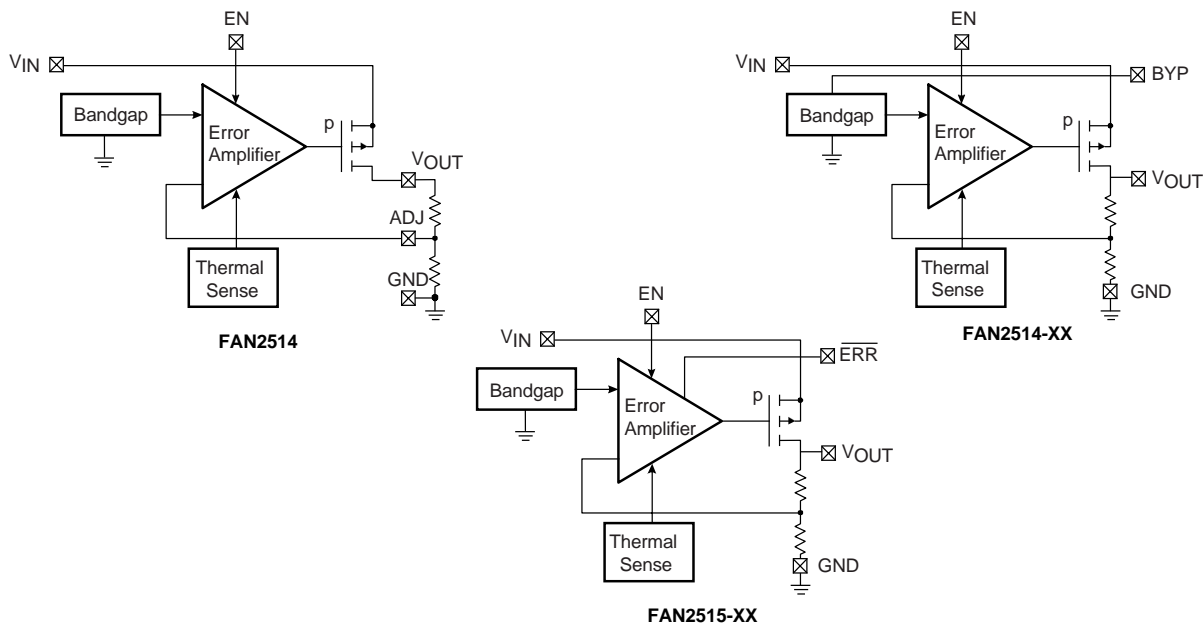 EN
VIN
Bandgap
Error
Amplifier
p
VOUT
ADJ
GND
Thermal
Sense
FAN2514
EN
VIN
BYP
Bandgap
Error
Amplifier
p
VOUT
Thermal
Sense
GND
FAN2514-XX
EN
VIN
ERR
Bandgap
Error
Amplifier
p
VOUT
Thermal
Sense
GND
FAN2515-XX